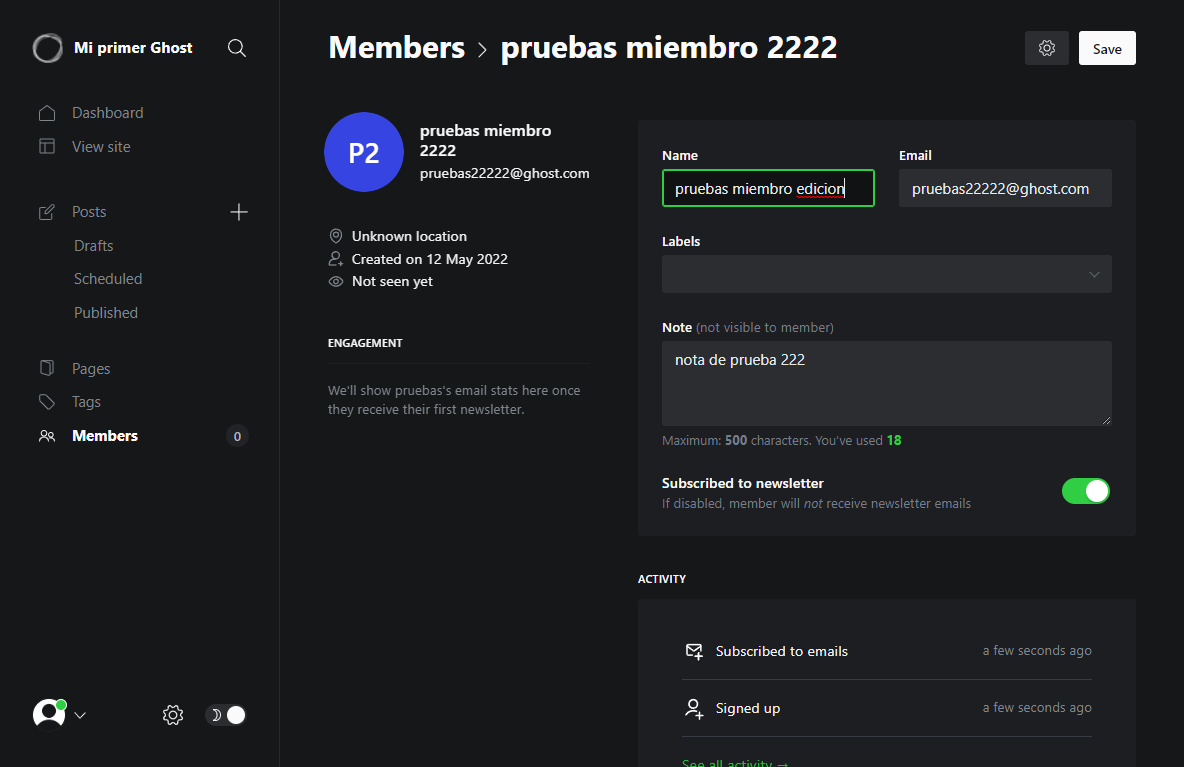 Mi primer Ghost
Dashboard
View site
Posts
Drafts
Scheduled
Published
Pages
Tags
Members 0
Members > pruebas miembro 2222
Save
P2
pruebas miembro
2222
pruebas22222@ghost.com
Unknown location
Created on 12 May 2022
Not seen yet
ENGAGEMENT
We'll show pruebas's email stats here once
they receive their first newsletter.
Name
pruebas miembro edicion
Email
pruebas22222@ghost.com
Labels
Note (not visible to member)
nota de prueba 222
Maximum: 500 characters. You've used 18
Subscribed to newsletter
If disabled, member will not receive newsletter emails
ACTIVITY
Subscribed to emails a few seconds ago
Signed up a few seconds ago
See all activity →